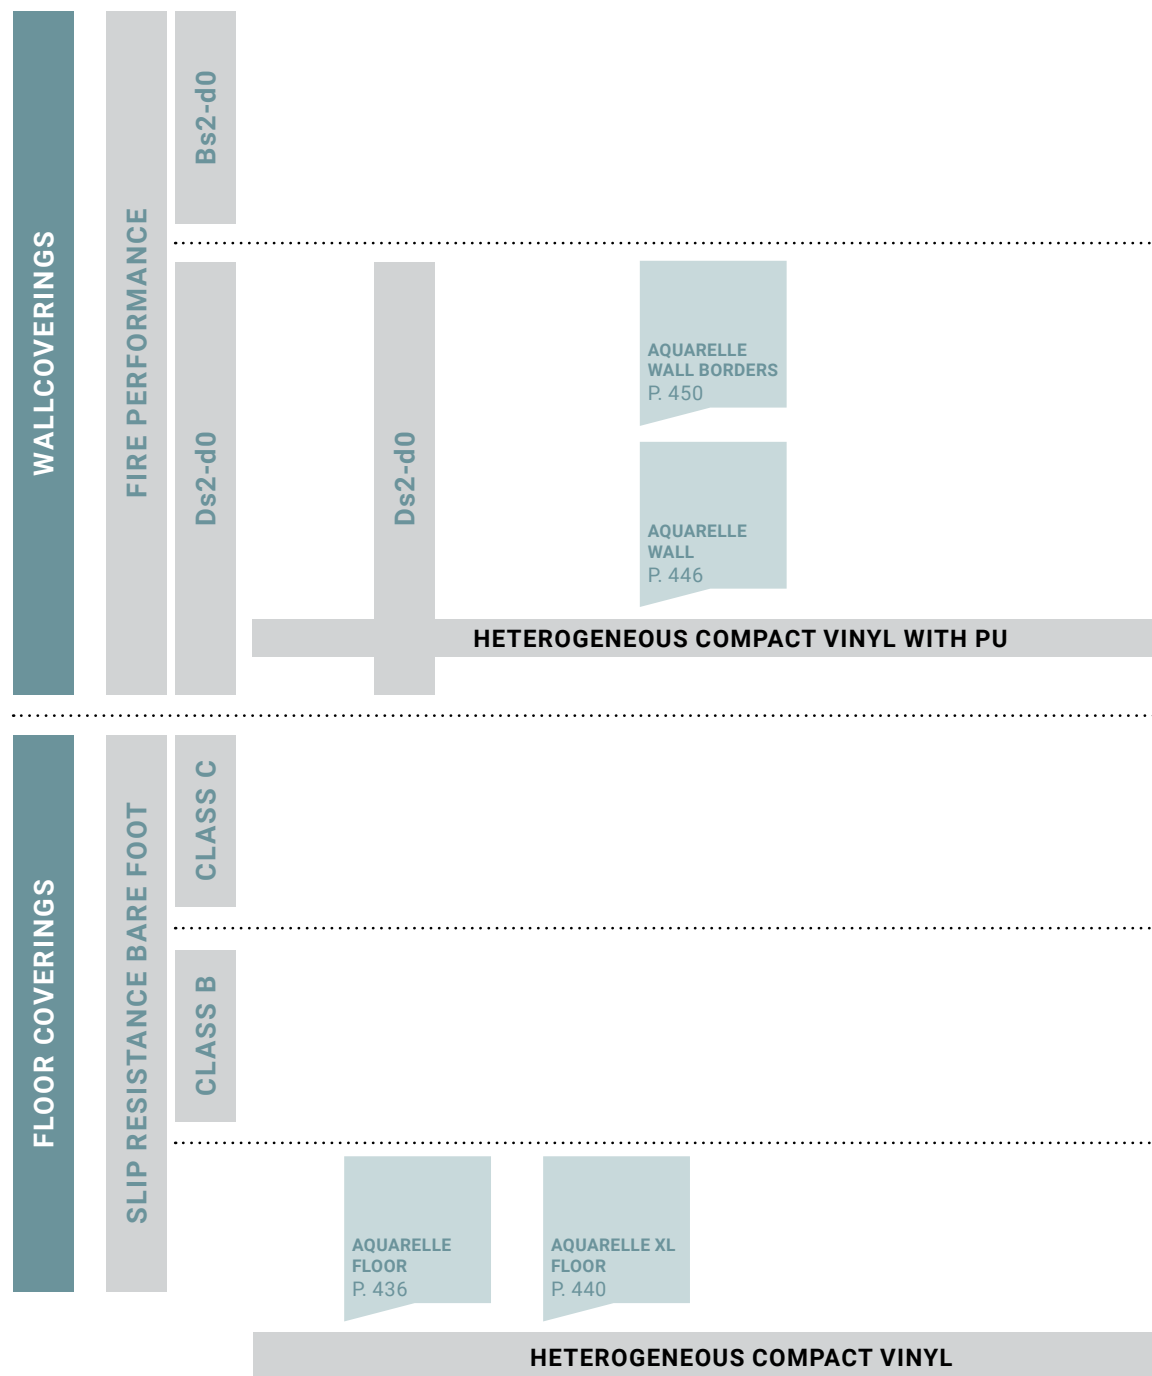 WALLCOVERINGS
FIRE PERFORMANCE
Bs2-d0
Ds2-d0
Ds2-d0
AQUARELLE
WALL BORDERS
P. 450
AQUARELLE
WALL
P. 446
HETEROGENEOUS COMPACT VINYL WITH PU
FLOOR COVERINGS
SLIP RESISTANCE BARE FOOT
CLASS C
CLASS B
AQUARELLE
FLOOR
P. 436
AQUARELLE XL
FLOOR
P. 440
HETEROGENEOUS COMPACT VINYL